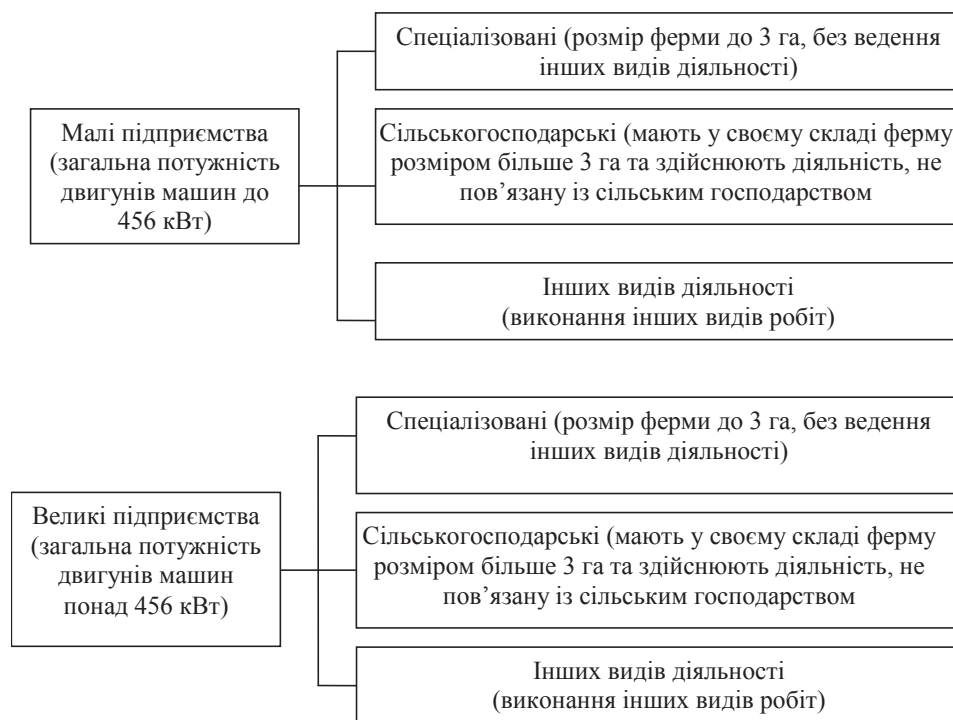 Спеціалізовані (розмір ферми до 3 га, без ведення
інших видів діяльності)
Малі підприємства
(загальна потужність
двигунів машин до
456 кВт)
Сільськогосподарські (мають у своєму складі ферму
розміром більше 3 га та здійснюють діяльність, не
пов’язану із сільським господарством
Інших видів діяльності
(виконання інших видів робіт)
Спеціалізовані (розмір ферми до 3 га, без ведення
інших видів діяльності)
Великі підприємства
(загальна потужність
двигунів машин
понад 456 кВт)
Сільськогосподарські (мають у своєму складі ферму
розміром більше 3 га та здійснюють діяльність, не
пов’язану із сільським господарством
Інших видів діяльності
(виконання інших видів робіт)